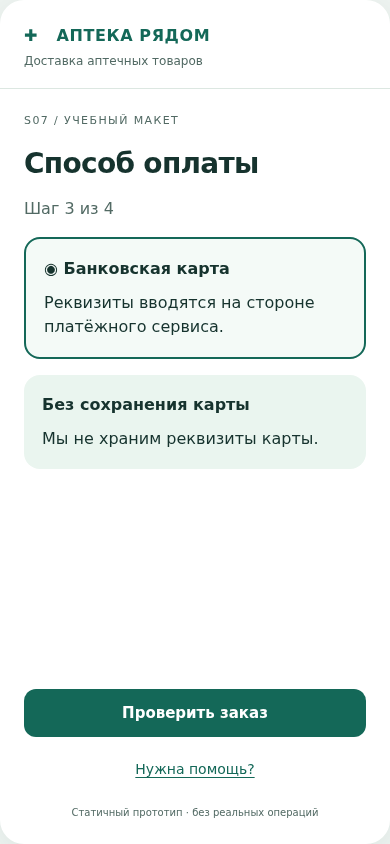 ✚ АПТЕКА РЯДОМ
Доставка аптечных товаров
S07 / УЧЕБНЫЙ МАКЕТ
Способ оплаты
Шаг 3 из 4
◉ Банковская карта
Реквизиты вводятся на стороне
платёжного сервиса.
Без сохранения карты
Мы не храним реквизиты карты.
Проверить заказ
Нужна помощь?
Статичный прототип · без реальных операций